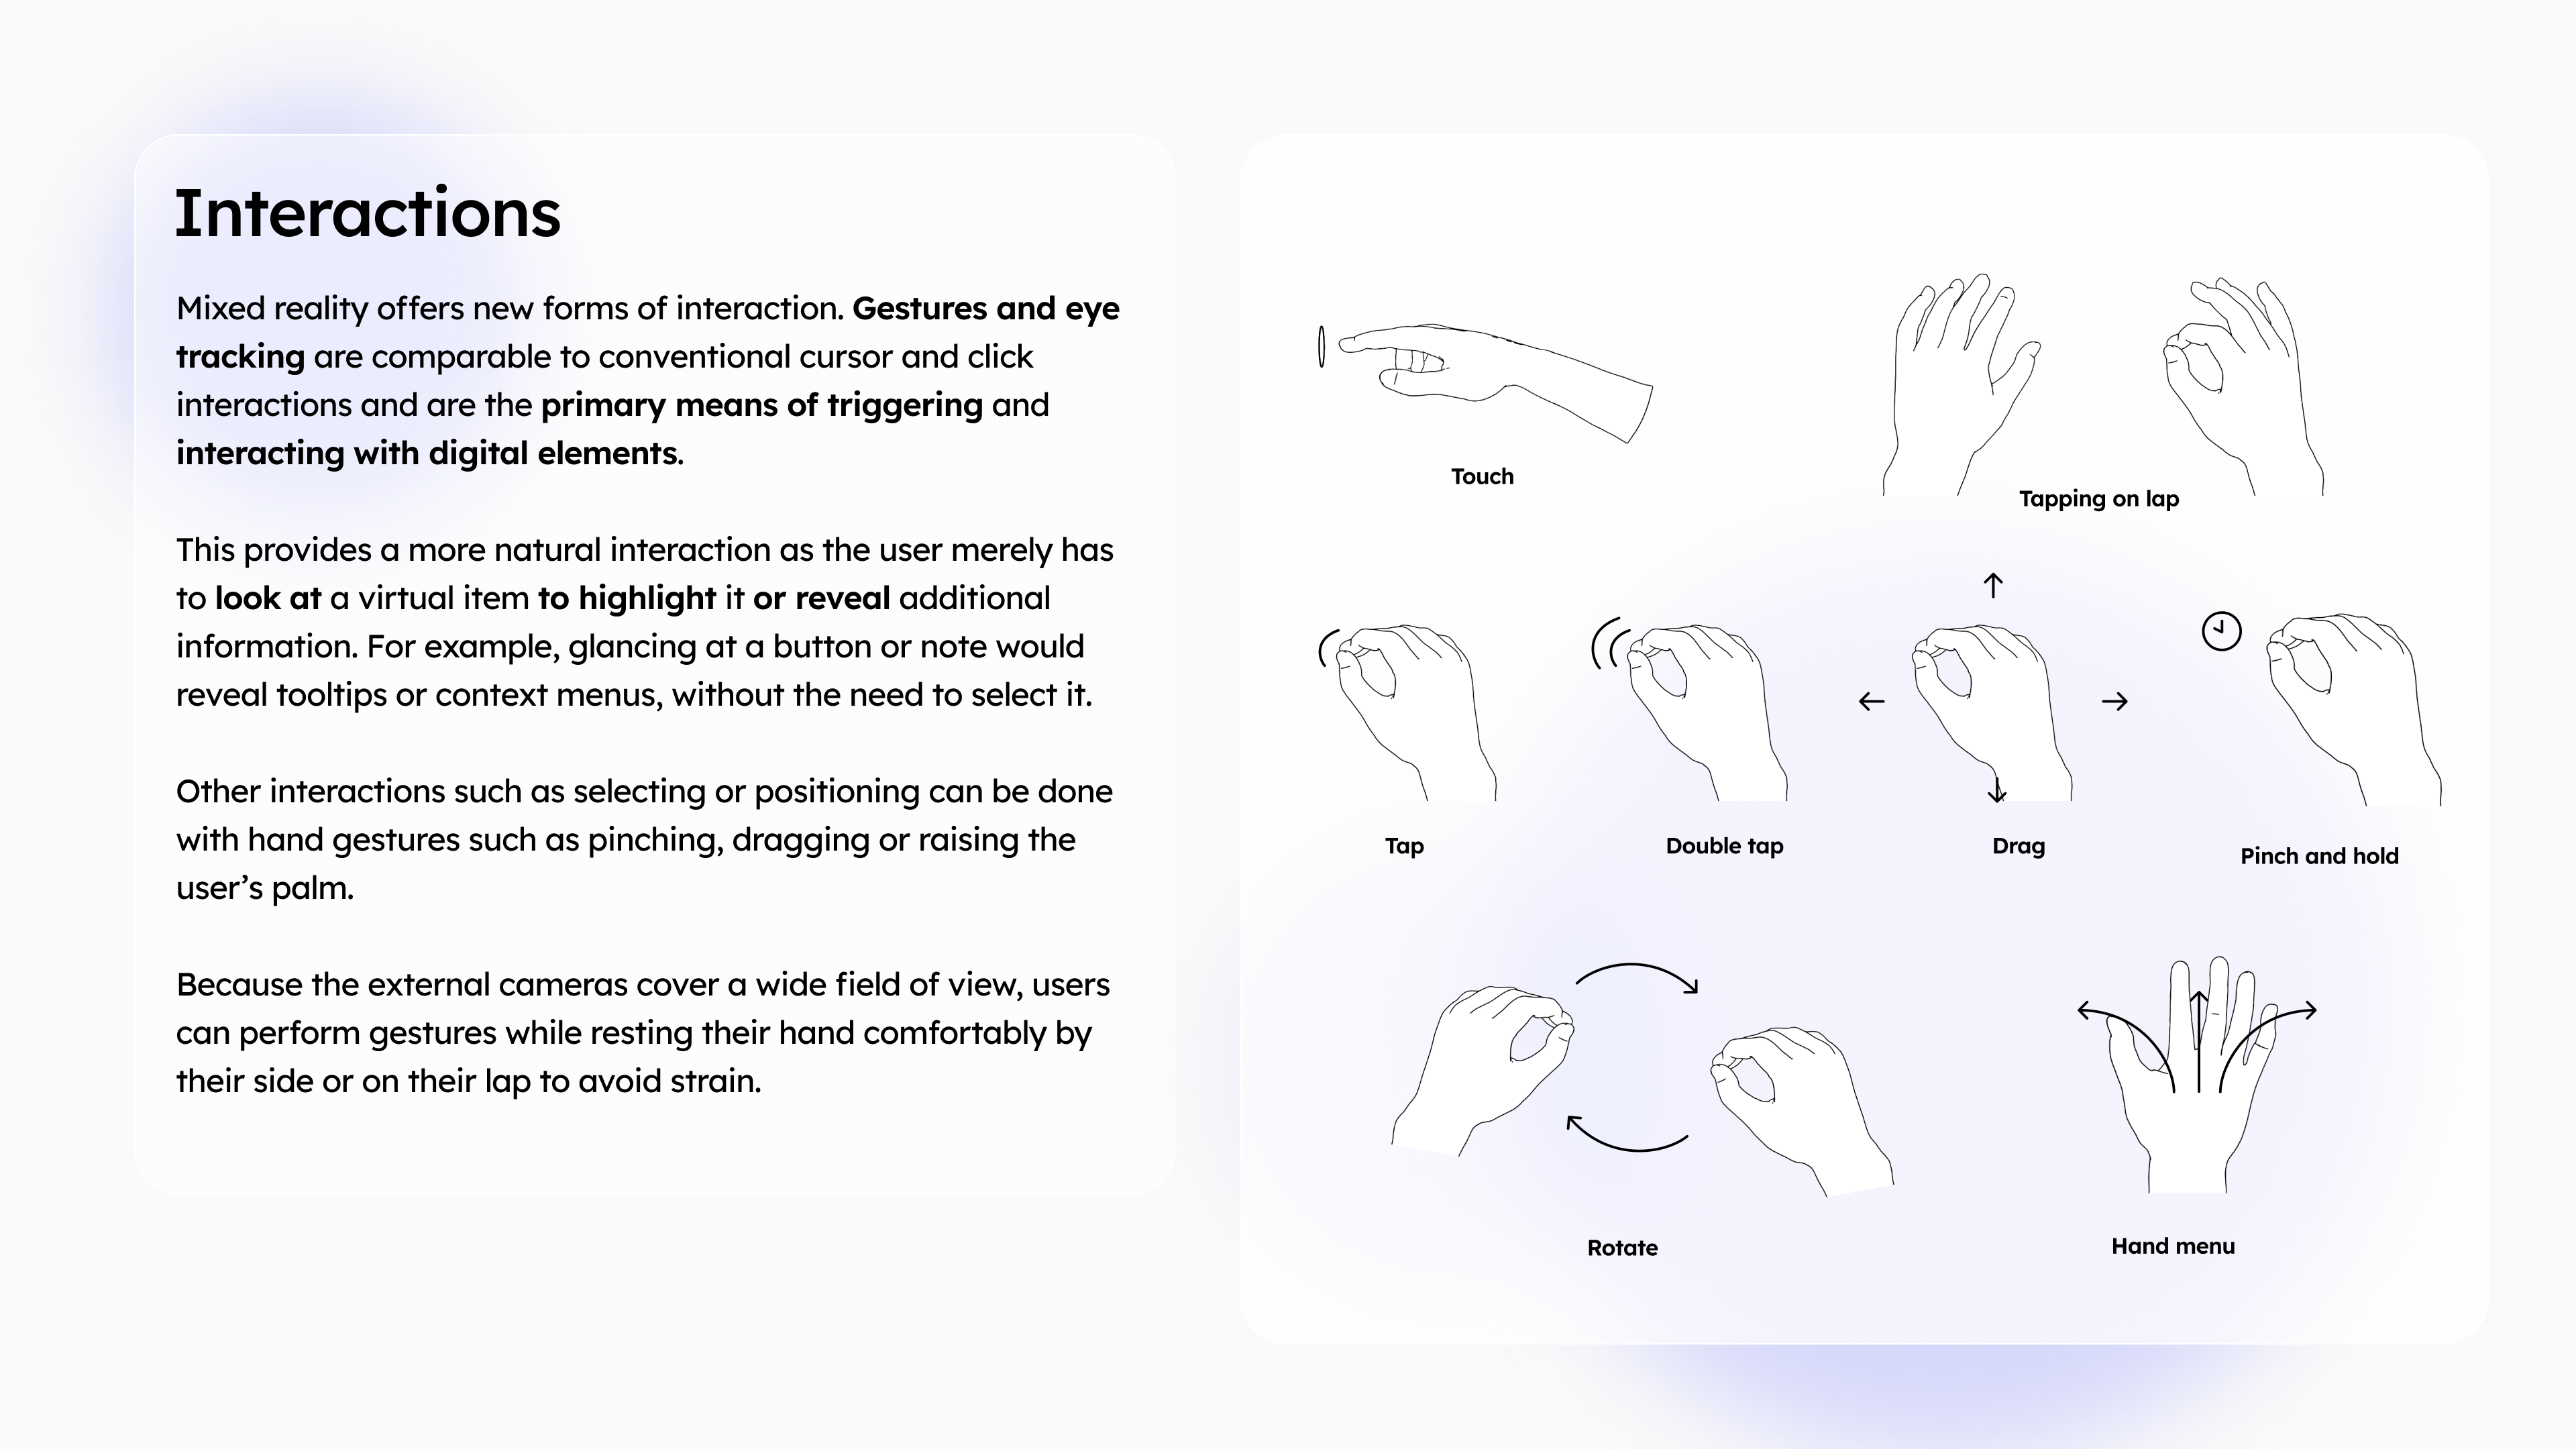 Interactions
Mixed reality offers new forms of interaction. Gestures and eye
tracking are comparable to conventional cursor and click
interactions and are the primary means of triggering and
interacting with digital elements.
This provides a more natural interaction as the user merely has
to look at a virtual item to highlight it or reveal additional
information. For example, glancing at a button or note would
reveal tooltips or context menus, without the need to select it.
Other interactions such as selecting or positioning can be done
with hand gestures such as pinching, dragging or raising the
user’s palm.
Because the external cameras cover a wide field of view, users
can perform gestures while resting their hand comfortably by
their side or on their lap to avoid strain.
Touch
Tapping on lap
Tap
Double tap
Drag
Pinch and hold
Rotate
Hand menu